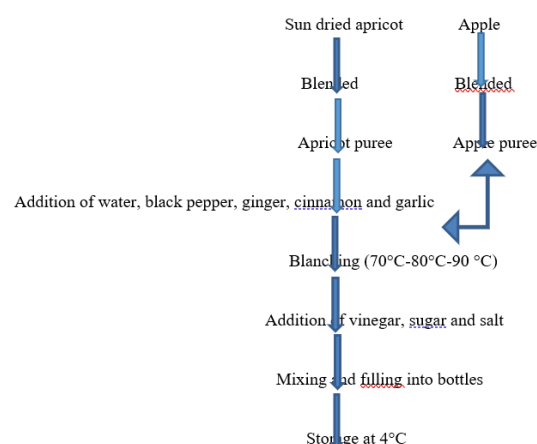 Sun dried apricot Apple
Blended Blended
Apricot puree Apple puree
Addition of water, black pepper, ginger, cinnamon and garlic
Blanching (70°C-80°C-90 °C)
Addition of vinegar, sugar and salt
Mixing and filling into bottles
Storage at 4°C